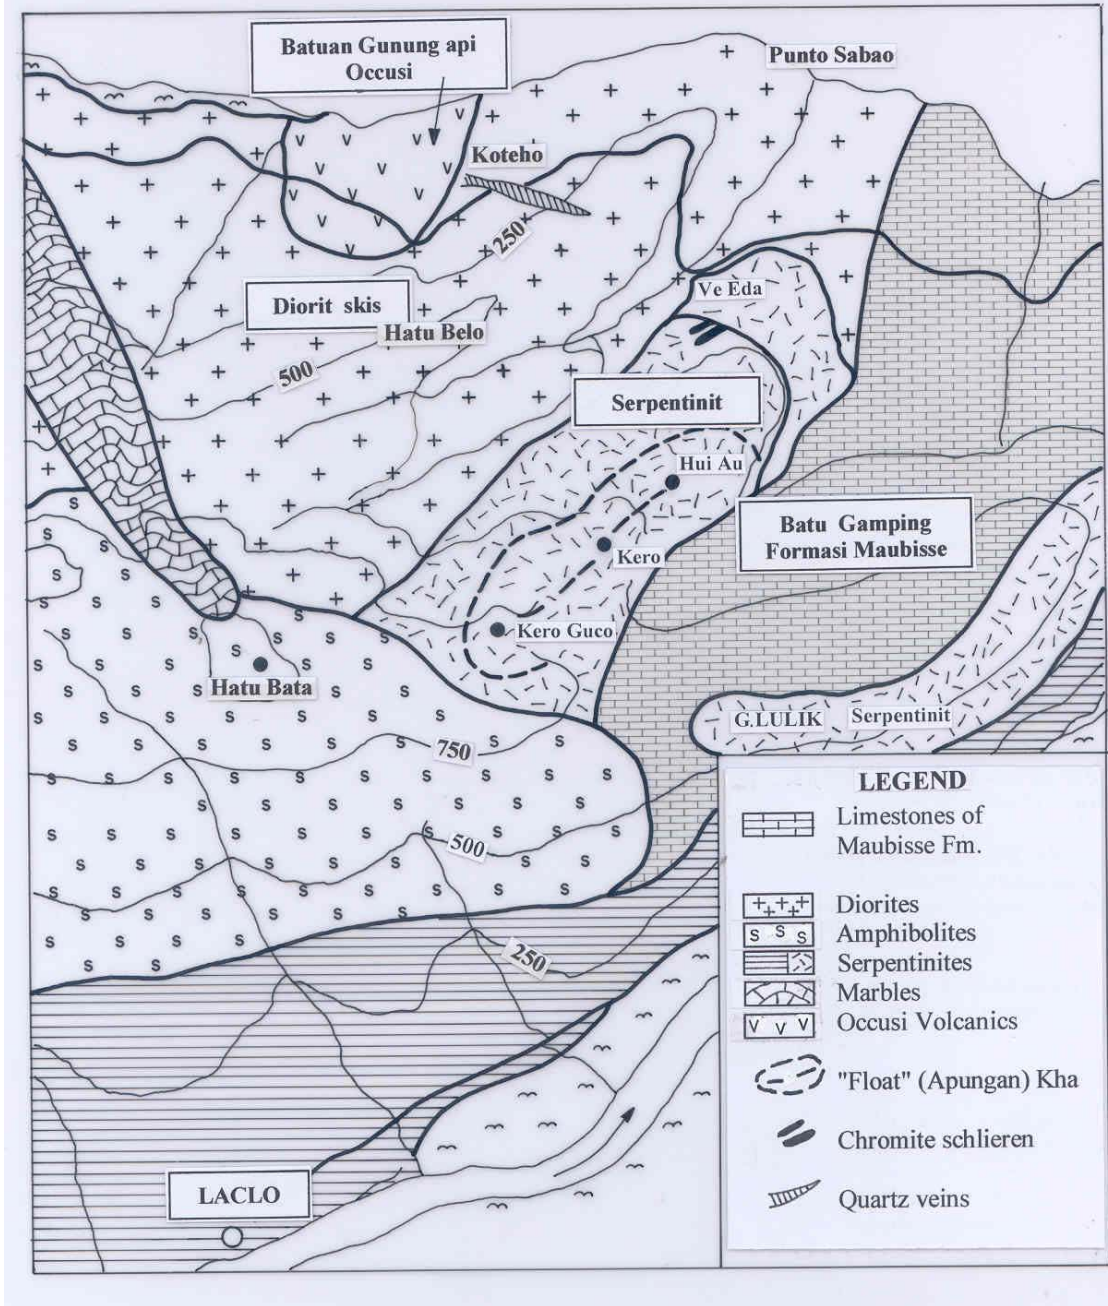 Batuan Gunung api
Occusi
Punto Sabao
Koteho
250
Ve Eda
Diorit skis
Hatu Belo
500
Serpentinit
Hui Au
Batu Gamping
Formasi Maubisse
Kero
Kero Guco
Hatu Bata
G.LULIK
Serpentinit
750
500
250
LACLO
LEGEND
Limestones of
Maubisse Fm.
Diorites
Amphibolites
Serpentinites
Marbles
Occusi Volcanics
"Float" (Apungan) Kha
Chromite schlieren
Quartz veins